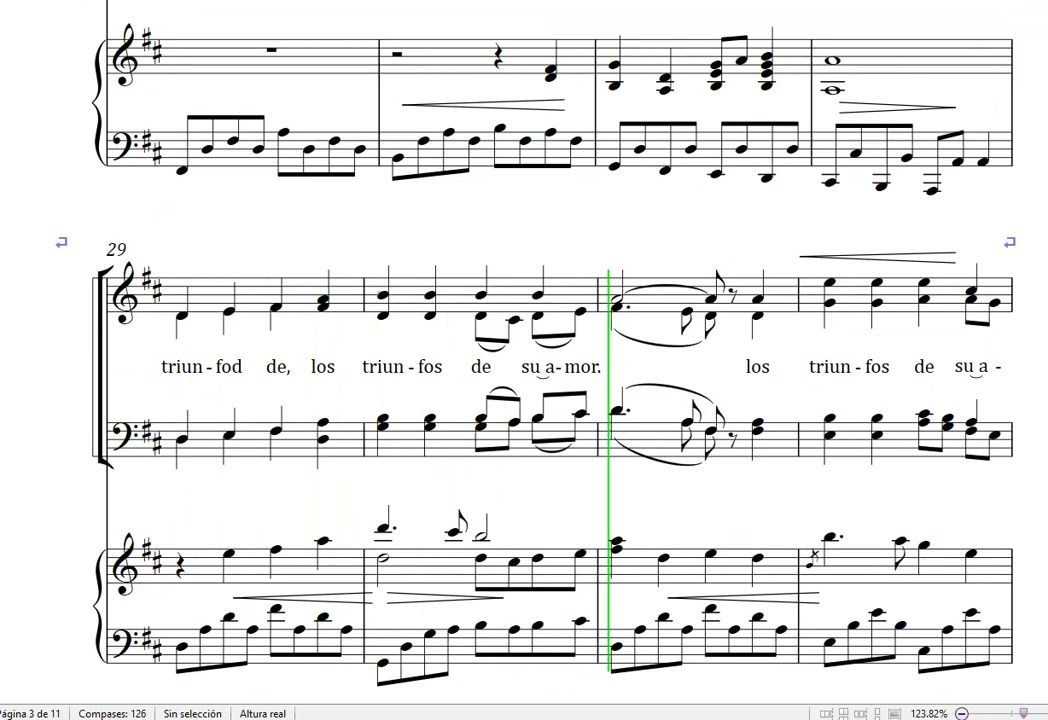 29
triun - fod de, los triun - fos de su a - mor. los triun - fos de su a -
Página 3 de 11 Compases: 126 Sin selección Altura real 123.82%